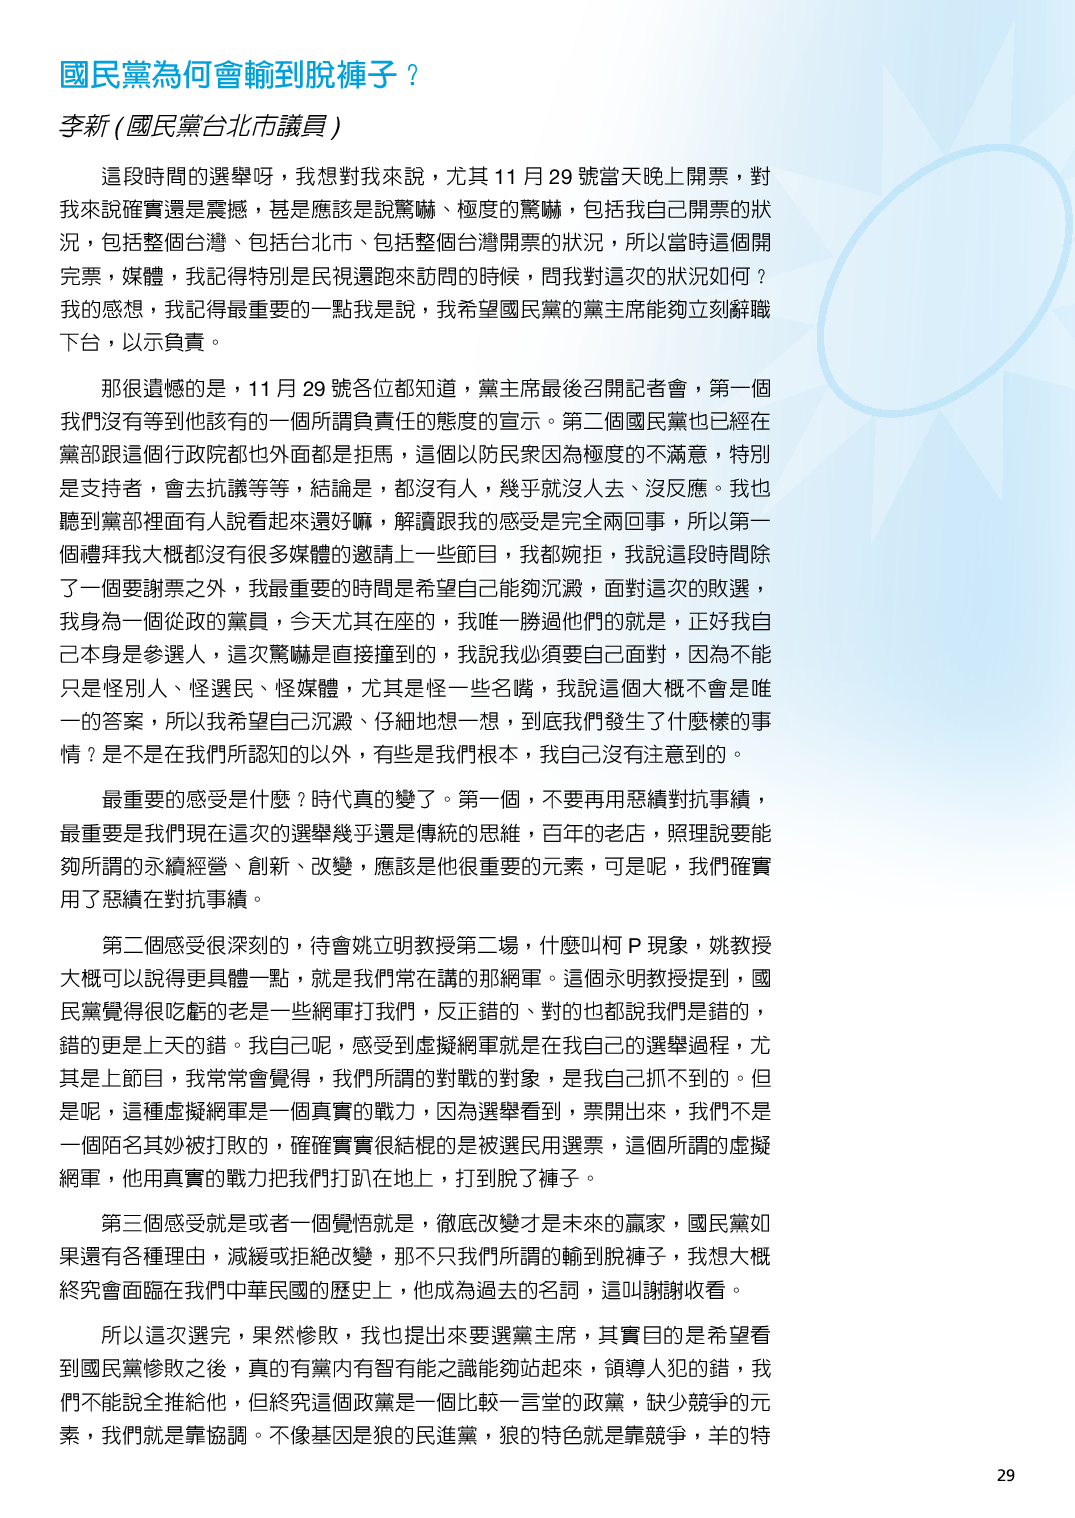 國民黨為何會輸到脫褲子？
李新 ( 國民黨台北市議員 )
這段時間的選舉呀，我想對我來說，尤其 11 月 29 號當天晚上開票，對
我來說確實還是震撼，甚是應該是說驚嚇、極度的驚嚇，包括我自己開票的狀
況，包括整個台灣、包括台北市、包括整個台灣開票的狀況，所以當時這個開
完票，媒體，我記得特別是民視還跑來訪問的時候，問我對這次的狀況如何？
我的感想，我記得最重要的一點我是說，我希望國民黨的黨主席能夠立刻辭職
下台，以示負責。
那很遺憾的是，11 月 29 號各位都知道，黨主席最後召開記者會，第一個
我們沒有等到他該有的一個所謂負責任的態度的宣示。第二個國民黨也已經在
黨部跟這個行政院都也外面都是拒馬，這個以防民眾因為極度的不滿意，特別
是支持者，會去抗議等等，結論是，都沒有人，幾乎就沒人去、沒反應。我也
聽到黨部裡面有人說看起來還好嘛，解讀跟我的感受是完全兩回事，所以第一
個禮拜我大概都沒有很多媒體的邀請上一些節目，我都婉拒，我說這段時間除
了一個要謝票之外，我最重要的時間是希望自己能夠沉澱，面對這次的敗選，
我身為一個從政的黨員，今天尤其在座的，我唯一勝過他們的就是，正好我自
己本身是參選人，這次驚嚇是直接撞到的，我說我必須要自己面對，因為不能
只是怪別人、怪選民、怪媒體，尤其是怪一些名嘴，我說這個大概不會是唯
一的答案，所以我希望自己沉澱、仔細地想一想，到底我們發生了什麼樣的事
情？是不是在我們所認知的以外，有些是我們根本，我自己沒有注意到的。
最重要的感受是什麼？時代真的變了。第一個，不要再用惡績對抗事績，
最重要是我們現在這次的選舉幾乎還是傳統的思維，百年的老店，照理說要能
夠所謂的永續經營、創新、改變，應該是他很重要的元素，可是呢，我們確實
用了惡績在對抗事績。
第二個感受很深刻的，待會姚立明教授第二場，什麼叫柯 P 現象，姚教授
大概可以說得更具體一點，就是我們常在講的那網軍。這個永明教授提到，國
民黨覺得很吃虧的老是一些網軍打我們，反正錯的、對的也都說我們是錯的，
錯的更是上天的錯。我自己呢，感受到虛擬網軍就是在我自己的選舉過程，尤
其是上節目，我常常會覺得，我們所謂的對戰的對象，是我自己抓不到的。但
是呢，這種虛擬網軍是一個真實的戰力，因為選舉看到，票開出來，我們不是
一個陌名其妙被打敗的，確確實實很結棍的是被選民用選票，這個所謂的虛擬
網軍，他用真實的戰力把我們打趴在地上，打到脫了褲子。
第三個感受就是或者一個覺悟就是，徹底改變才是未來的贏家，國民黨如
果還有各種理由，減緩或拒絕改變，那不只我們所謂的輸到脫褲子，我想大概
終究會面臨在我們中華民國的歷史上，他成為過去的名詞，這叫謝謝收看。
所以這次選完，果然慘敗，我也提出來要選黨主席，其實目的是希望看
到國民黨慘敗之後，真的有黨內有智有能之識能夠站起來，領導人犯的錯，我
們不能說全推給他，但終究這個政黨是一個比較一言堂的政黨，缺少競爭的元
素，我們就是靠協調。不像基因是狼的民進黨，狼的特色就是靠競爭，羊的特
29